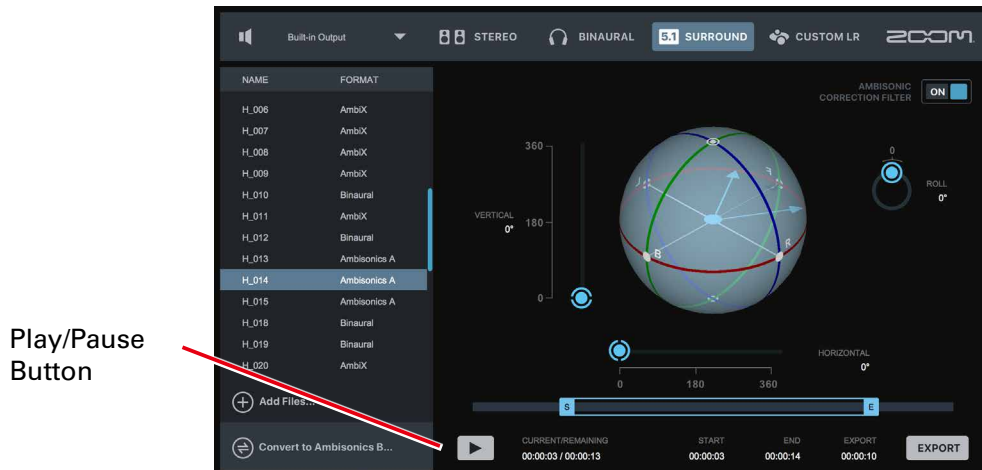 Built-in Output
STEREO
BINAURAL
5.1 SURROUND
CUSTOM LR
ZOOM
NAME FORMAT
H_006 AmbiX
H_007 AmbiX
H_008 AmbiX
H_009 AmbiX
H_010 Binaural
H_011 AmbiX
H_012 Binaural
H_013 Ambisonics A
H_014 Ambisonics A
H_015 Ambisonics A
H_018 Binaural
H_019 Binaural
H_020 AmbiX
Add Files...
Convert to Ambisonics B...
AMBISONIC
CORRECTION FILTER
ON
360
VERTICAL
0°
180
0
L
F
B
R
0
ROLL
0°
HORIZONTAL
0°
0 180 360
S E
CURRENT/REMAINING START END EXPORT
00:00:03 / 00:00:13 00:00:03 00:00:14 00:00:10
EXPORT
Play/Pause
Button